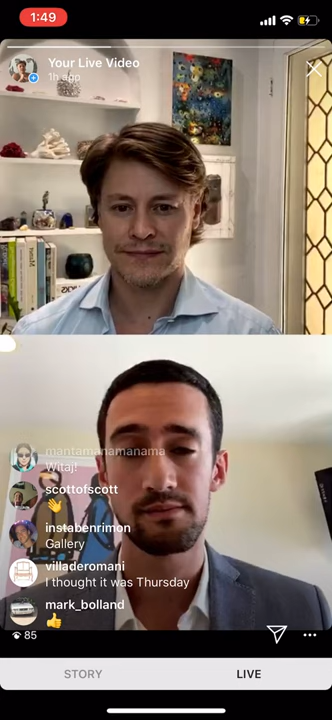 1:49
Your Live Video
1h ago
mantamanamanama
Witaj!
scottofscott
👋
instabenrimon
Gallery
villaderomani
I thought it was Thursday
mark_bolland
👍
85
STORY
LIVE